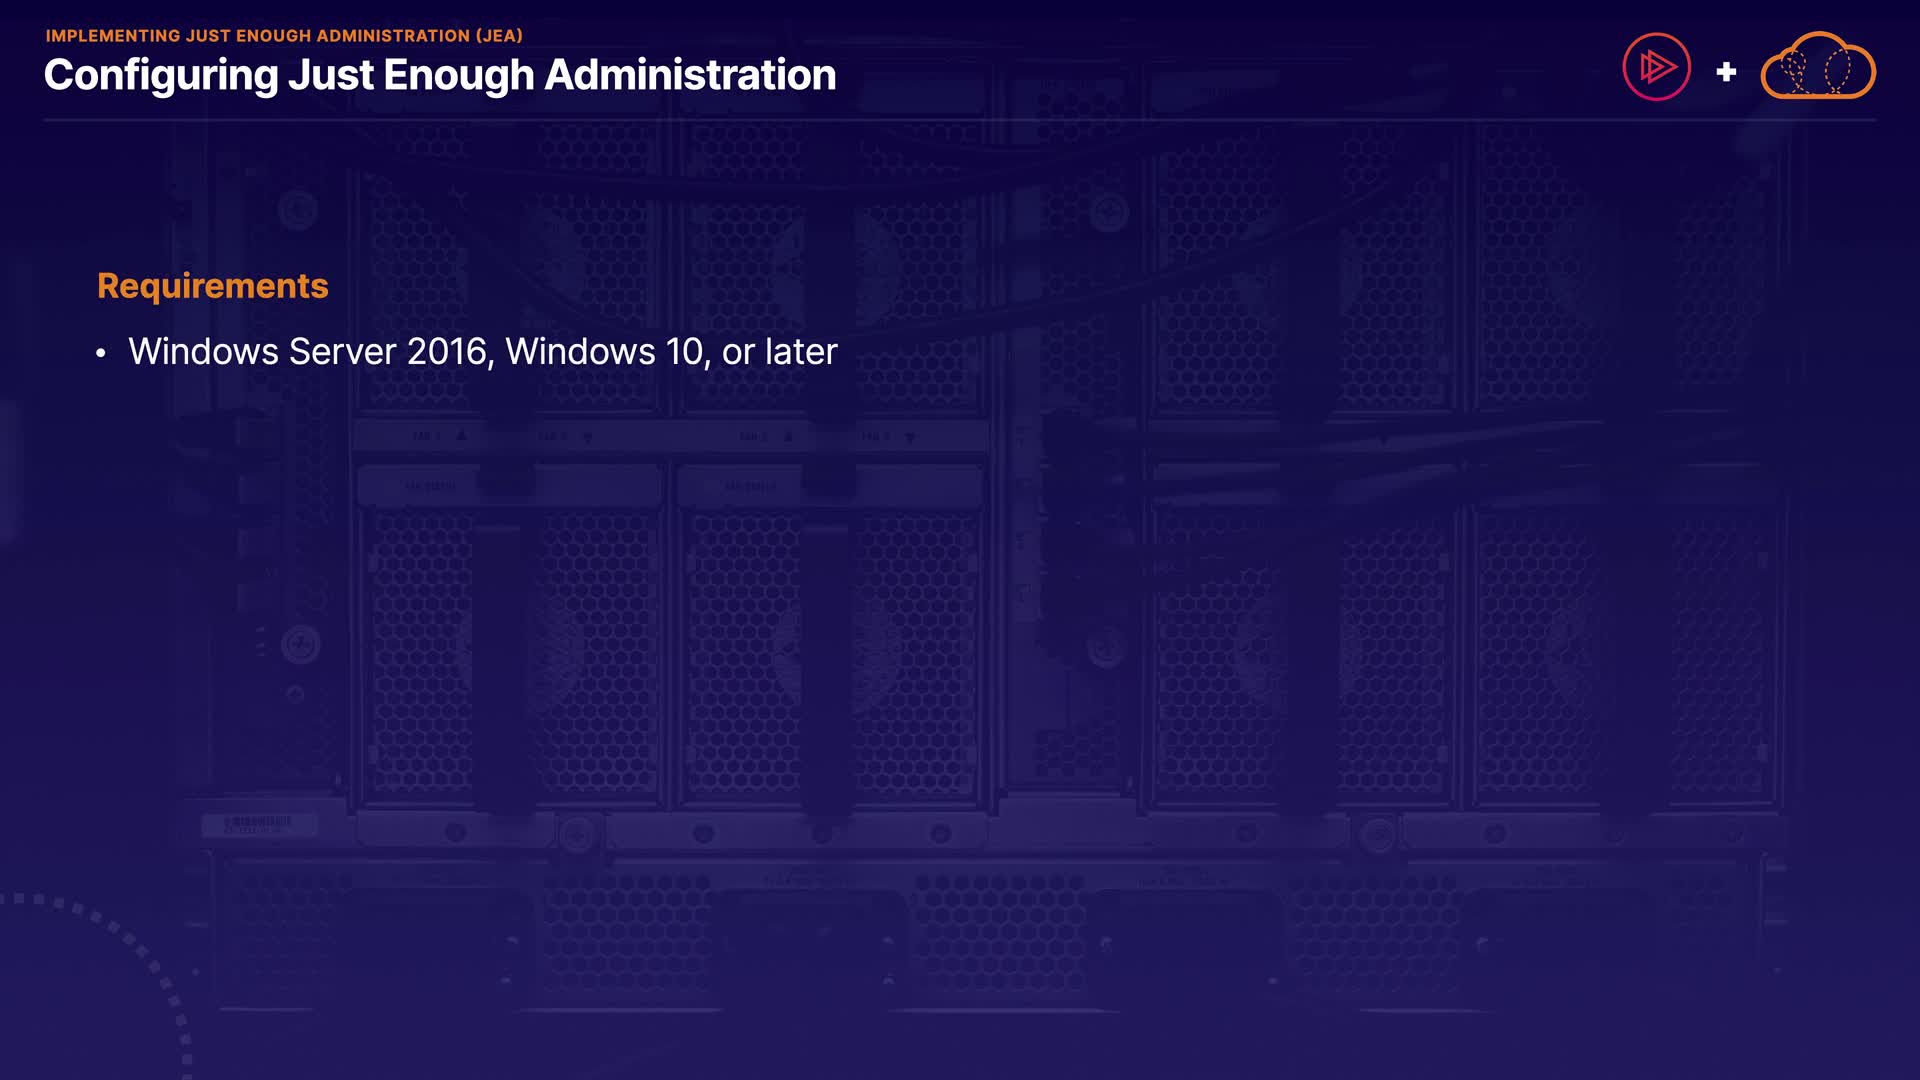 IMPLEMENTING JUST ENOUGH ADMINISTRATION (JEA)
Configuring Just Enough Administration
Requirements
• Windows Server 2016, Windows 10, or later